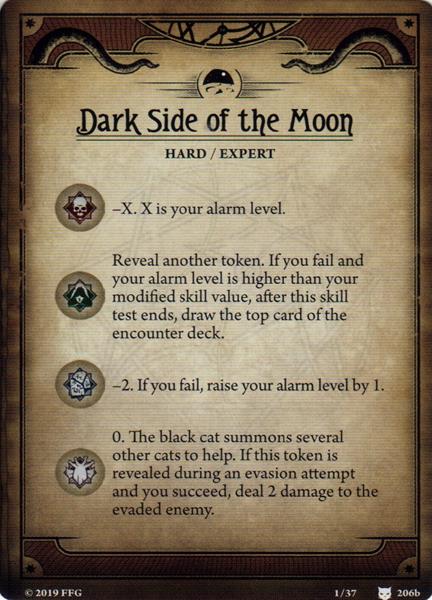 Dark Side of the Moon
HARD / EXPERT
–X. X is your alarm level.
Reveal another token. If you fail and
your alarm level is higher than your
modified skill value, after this skill
test ends, draw the top card of the
encounter deck.
–2. If you fail, raise your alarm level by 1.
0. The black cat summons several
other cats to help. If this token is
revealed during an evasion attempt
and you succeed, deal 2 damage to the
evaded enemy.
© 2019 FFG
1/37
206b